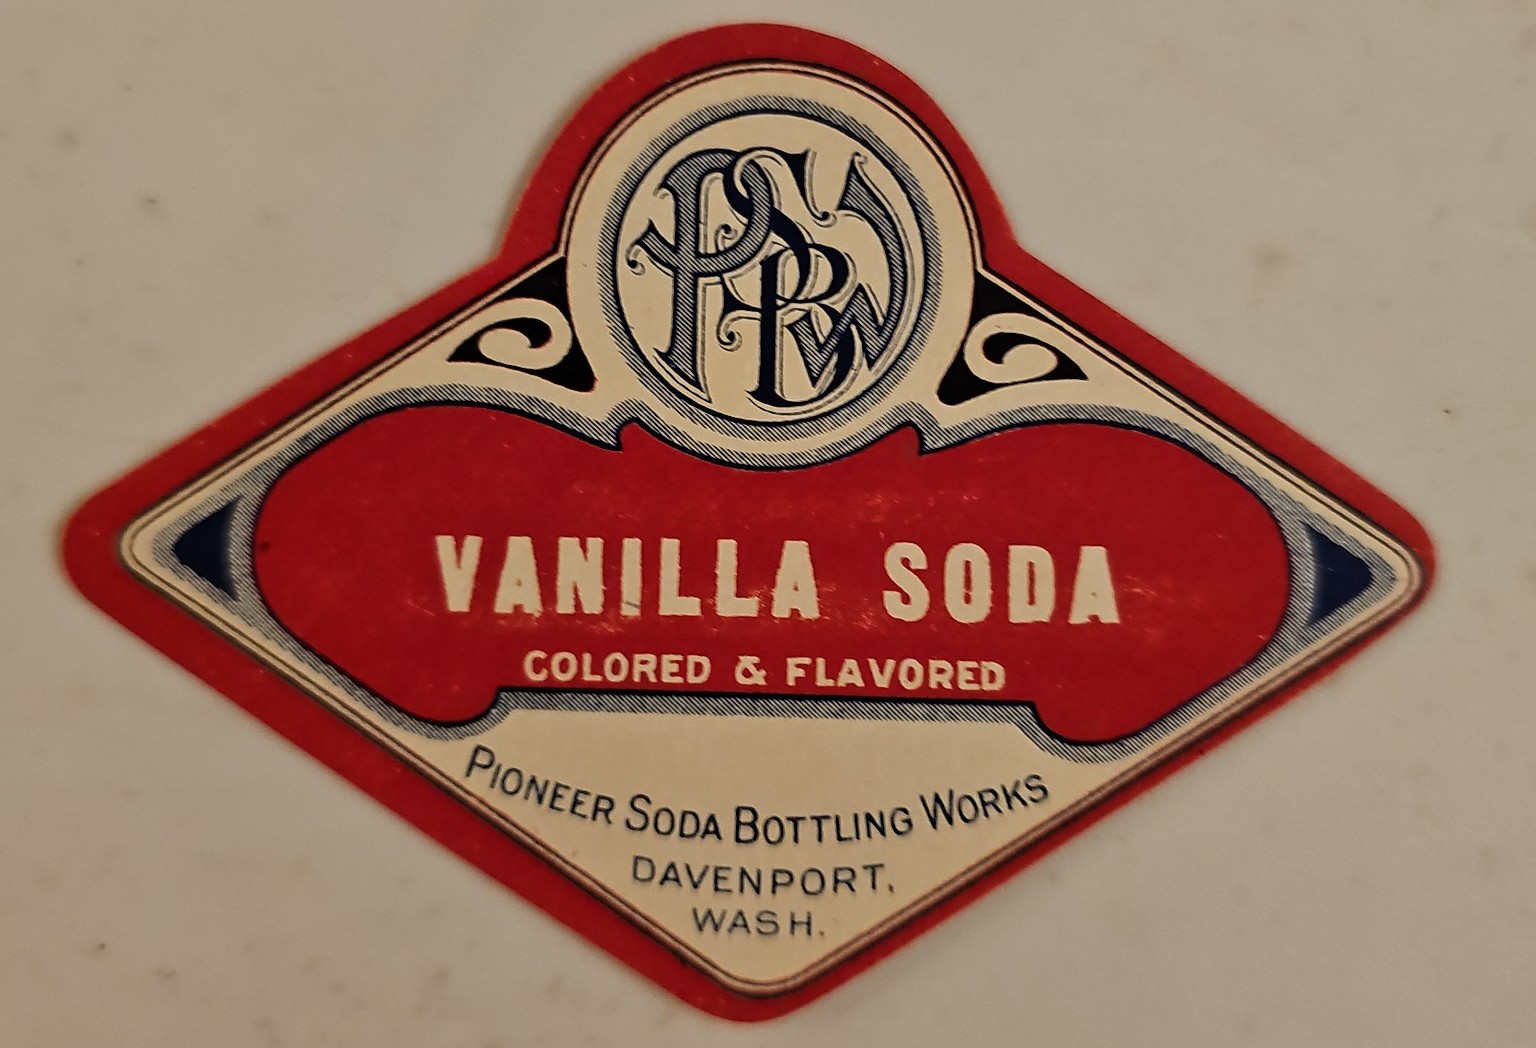 PSBW
VANILLA SODA
COLORED & FLAVORED
PIONEER SODA BOTTLING WORKS
DAVENPORT,
WASH.